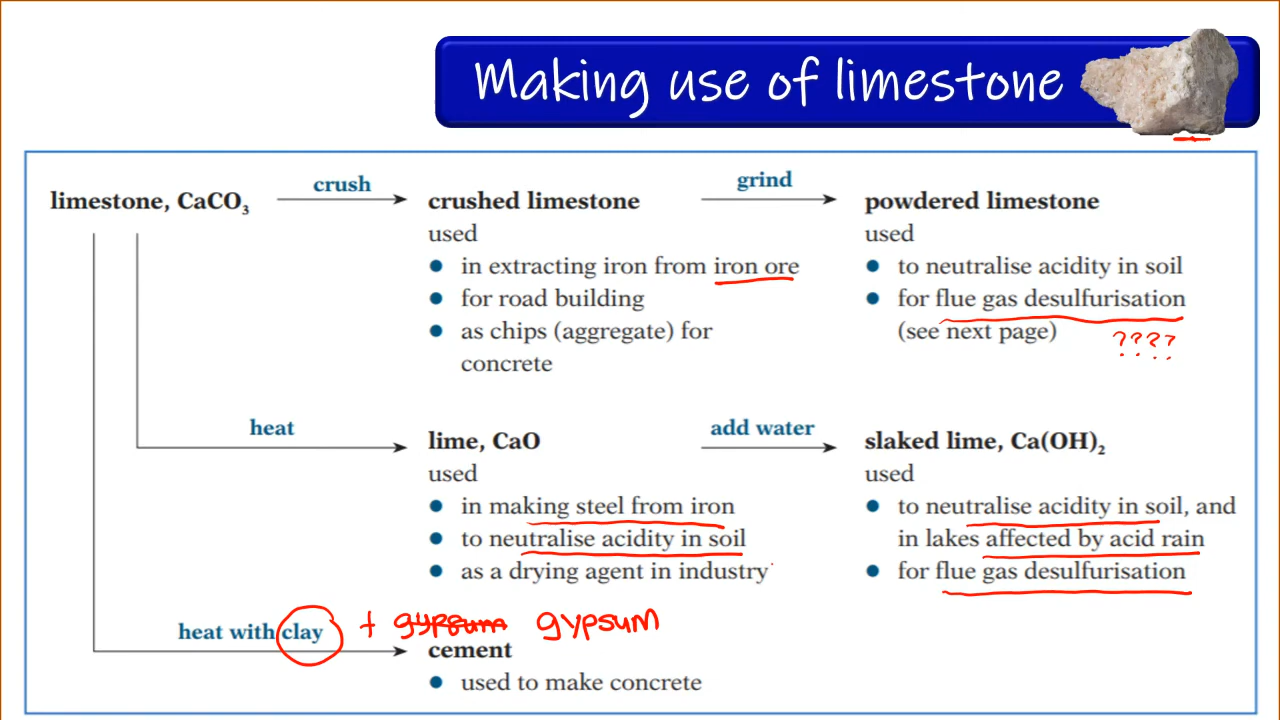 Making use of limestone
limestone, CaCO₃
crush
crushed limestone
used
• in extracting iron from iron ore
• for road building
• as chips (aggregate) for
concrete
grind
powdered limestone
used
• to neutralise acidity in soil
• for flue gas desulfurisation
(see next page)
????
heat
lime, CaO
used
• in making steel from iron
• to neutralise acidity in soil
• as a drying agent in industry
add water
slaked lime, Ca(OH)₂
used
• to neutralise acidity in soil, and
in lakes affected by acid rain
• for flue gas desulfurisation
heat with clay + gypsum gypsum
cement
• used to make concrete